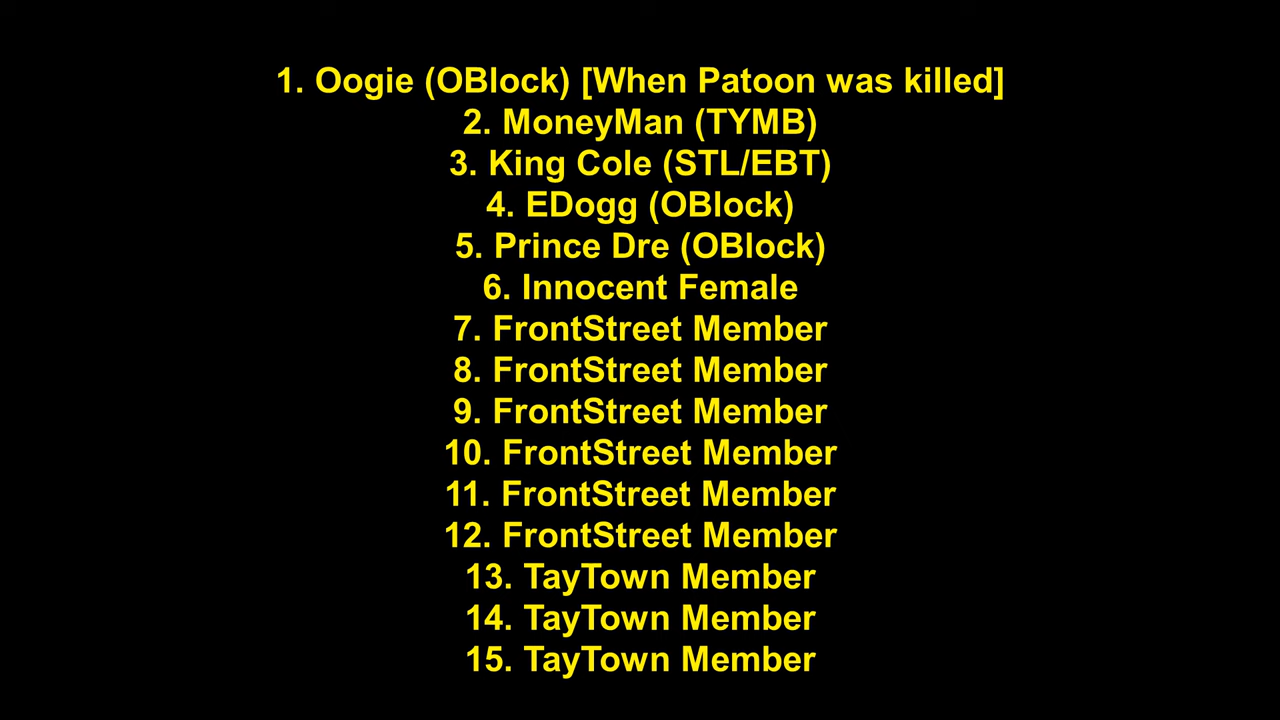 1. Oogie (OBlock) [When Patoon was killed]
2. MoneyMan (TYMB)
3. King Cole (STL/EBT)
4. EDogg (OBlock)
5. Prince Dre (OBlock)
6. Innocent Female
7. FrontStreet Member
8. FrontStreet Member
9. FrontStreet Member
10. FrontStreet Member
11. FrontStreet Member
12. FrontStreet Member
13. TayTown Member
14. TayTown Member
15. TayTown Member